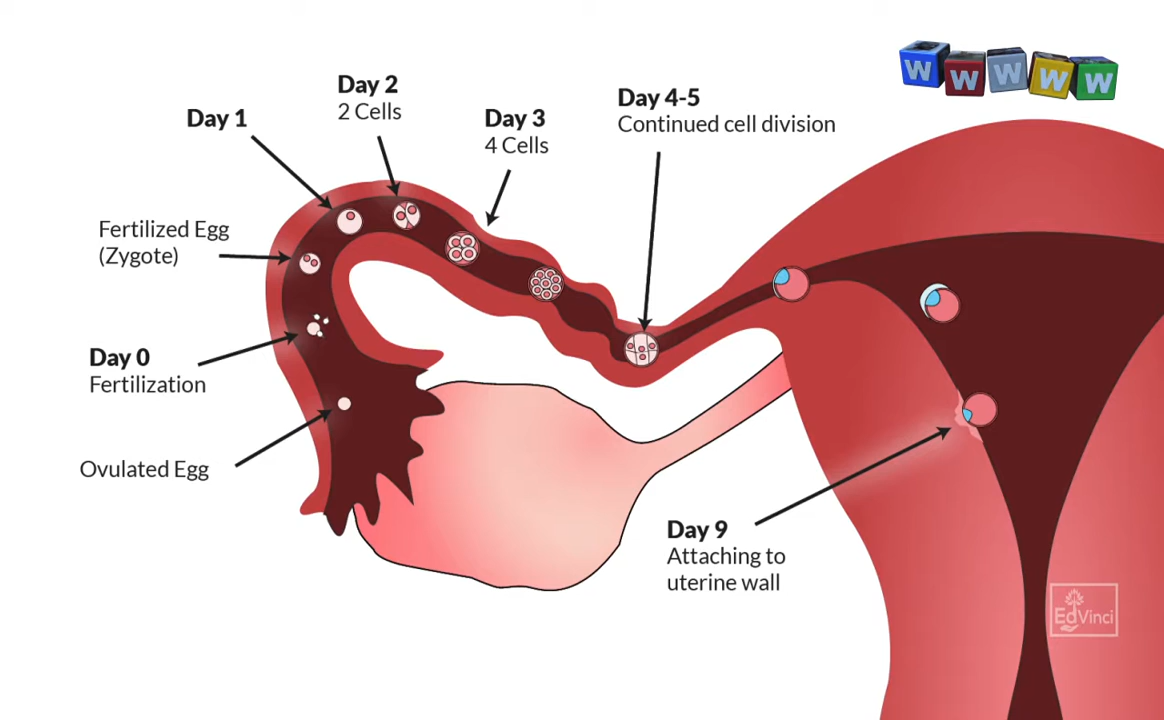 W W W W W
Day 2
2 Cells
Day 1
Day 3
4 Cells
Day 4-5
Continued cell division
Fertilized Egg
(Zygote)
Day 0
Fertilization
Ovulated Egg
Day 9
Attaching to
uterine wall
EdVinci